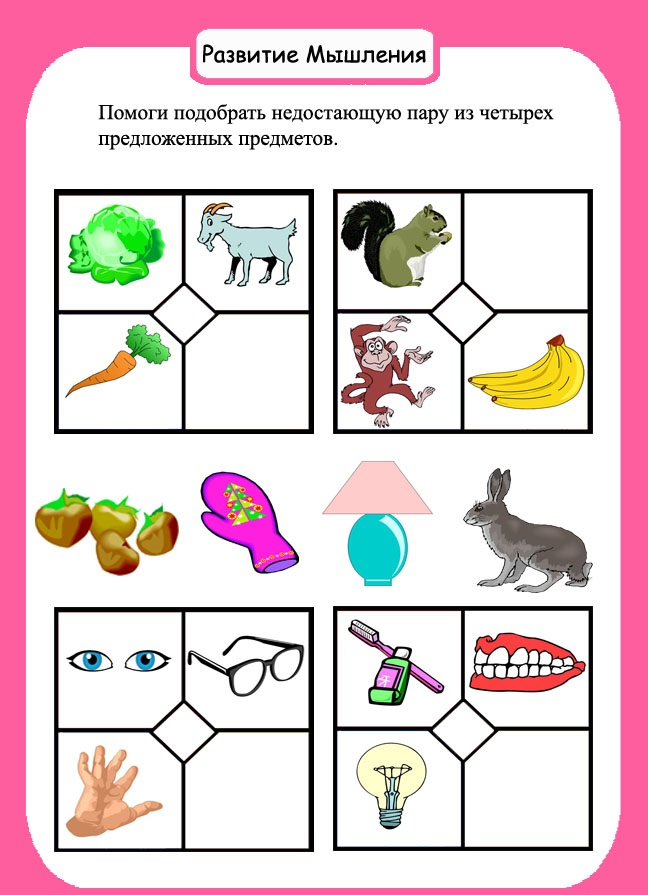 Развитие Мышления
Помоги подобрать недостающую пару из четырех
предложенных предметов.